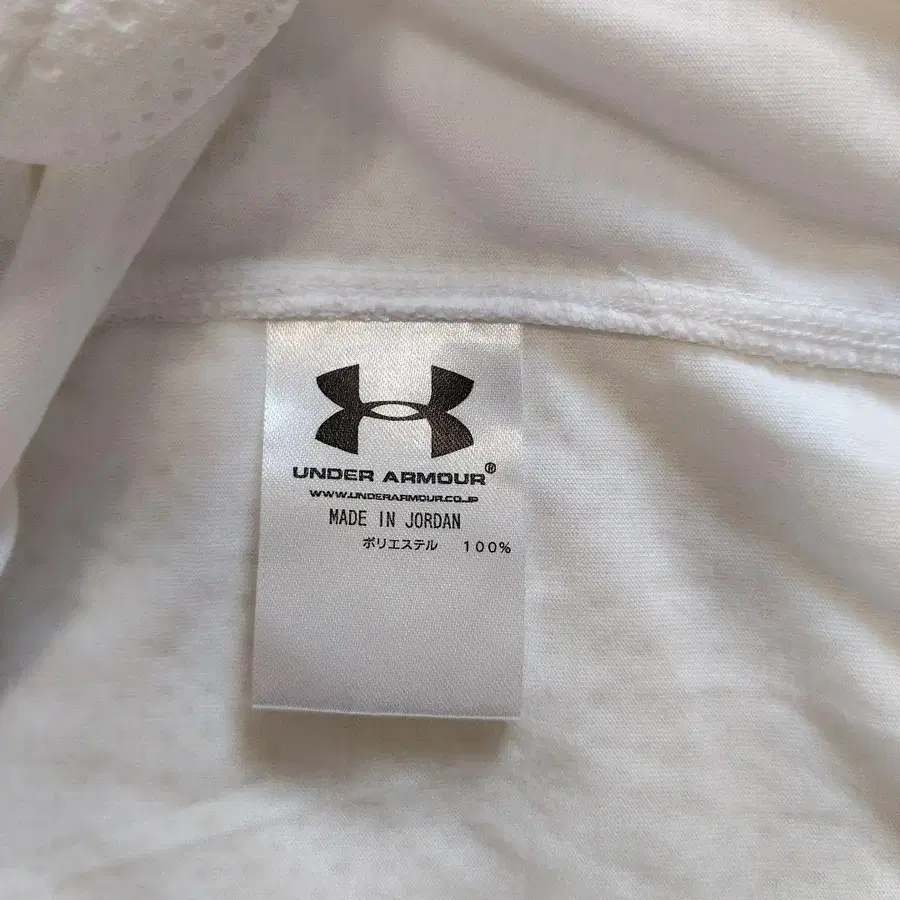 UNDER ARMOUR®
WWW.UNDERARMOUR.CO.JP
MADE IN JORDAN
ポリエステル 100%